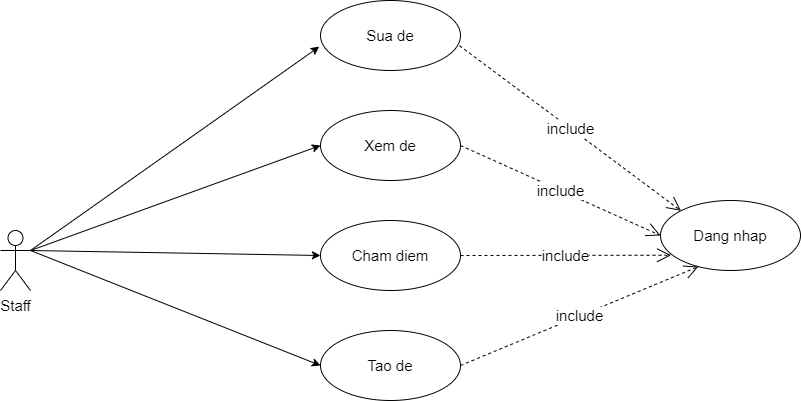 Sua de
include
Xem de
include
Dang nhap
Cham diem
include
Staff
include
Tao de